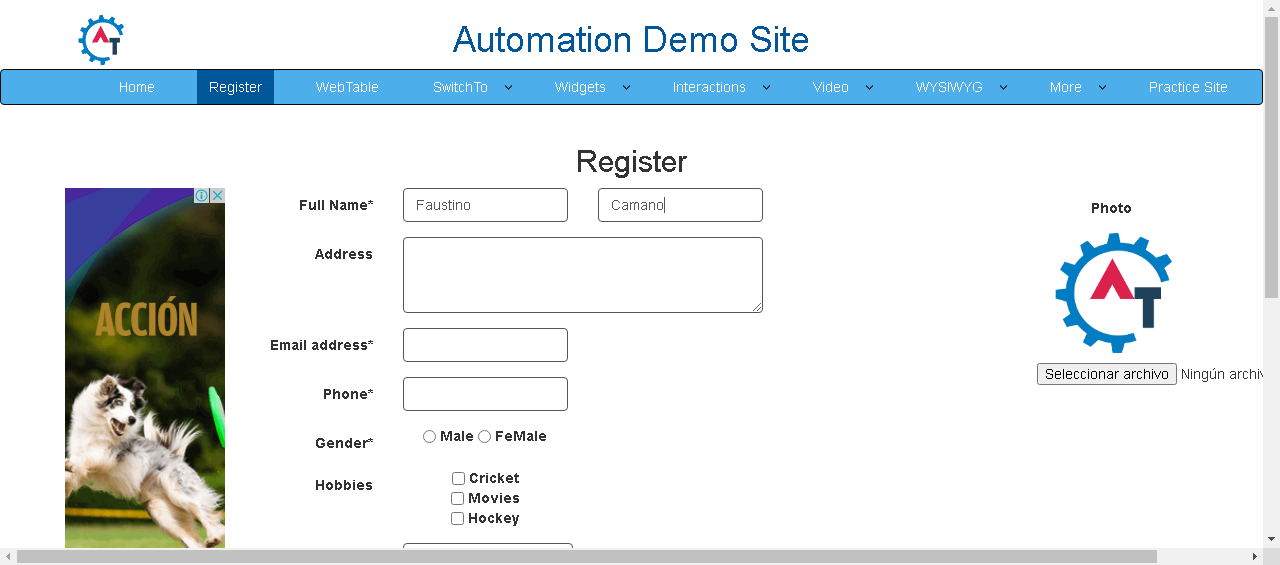 Automation Demo Site
Home Register WebTable SwitchTo Widgets Interactions Video WYSIWYG More Practice Site
Register
ACCIÓN
Full Name* Faustino Camano
Address
Email address*
Phone*
Gender* Male FeMale
Hobbies Cricket
Movies
Hockey
Photo
AT
Seleccionar archivo Ningún archiv